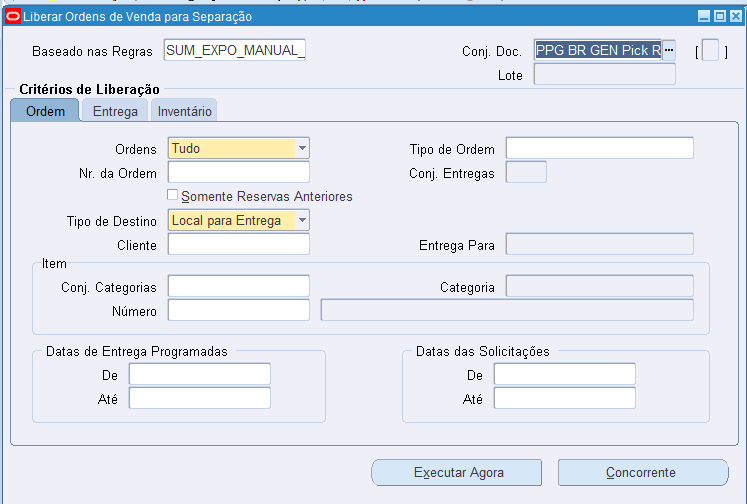 Liberar Ordens de Venda para Separação
Baseado nas Regras SUM_EXPO_MANUAL_ Conj. Doc. PPG BR GEN Pick R ... [ ]
Lote
Critérios de Liberação
Ordem Entrega Inventário
Ordens Tudo Tipo de Ordem
Nr. da Ordem Conj. Entregas
Somente Reservas Anteriores
Tipo de Destino Local para Entrega
Cliente Entrega Para
Item
Conj. Categorias Categoria
Número
Datas de Entrega Programadas Datas das Solicitações
De De
Até Até
Executar Agora Concorrente